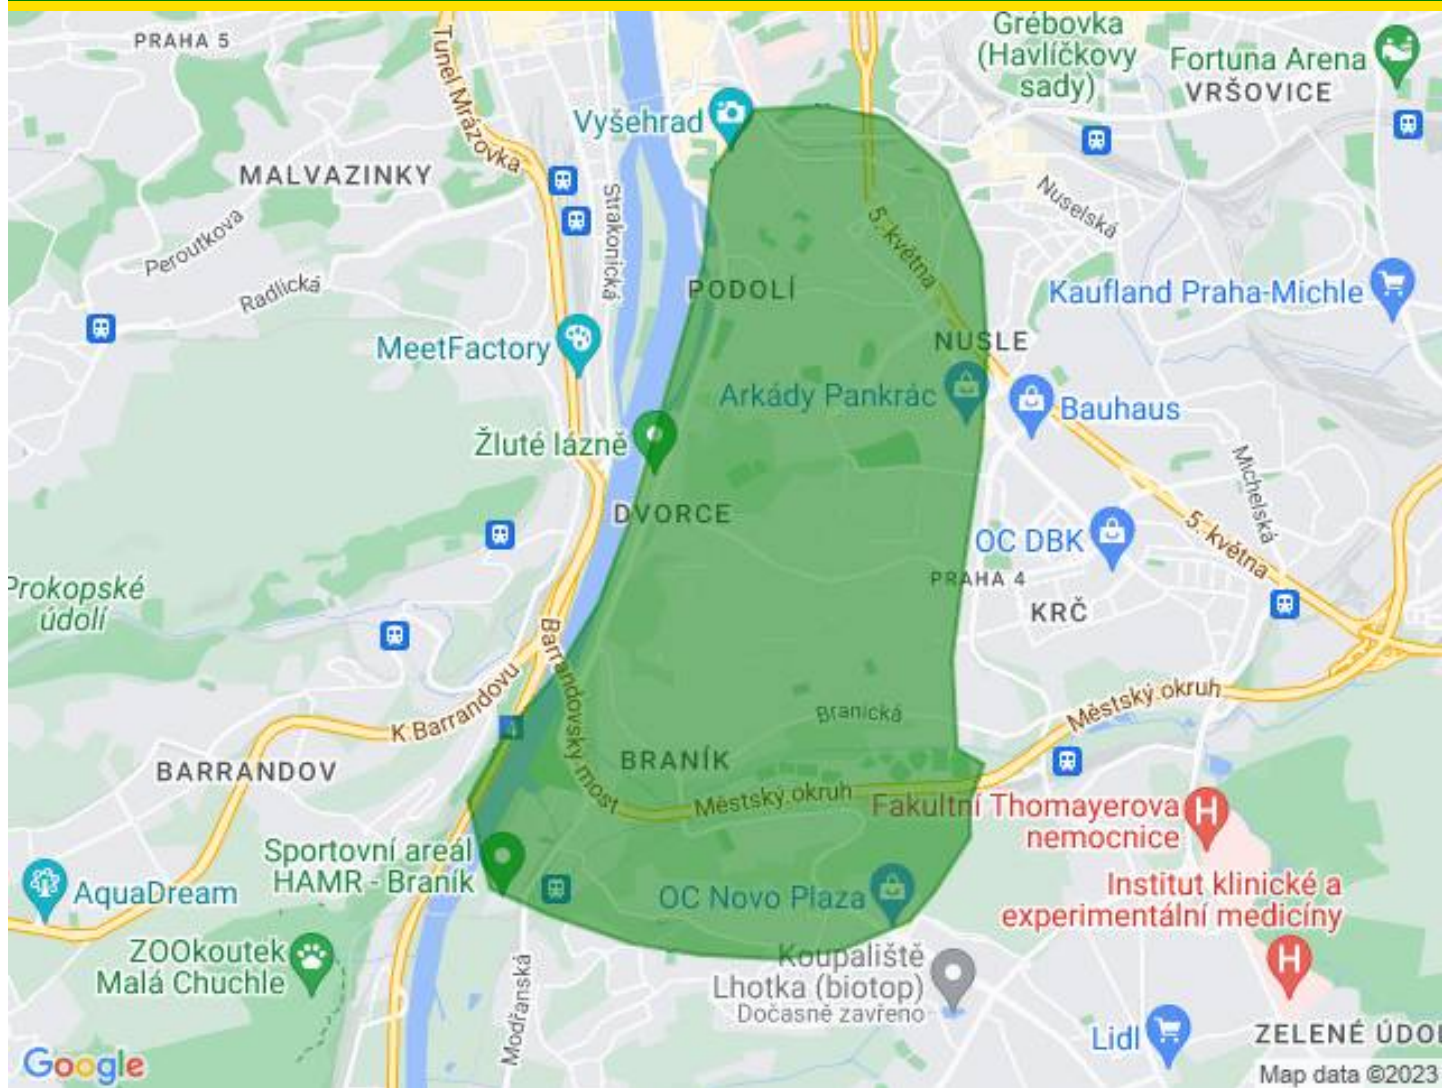 PRAHA 5
Tunel Mrázovka
Grébovka
(Havlíčkovy
sady)
Fortuna Arena
VRŠOVICE
Vyšehrad
MALVAZINKY
Strakonická
Nuselská
Peroutkova
Radlická
5. května
PODOLÍ
Kaufland Praha-Michle
MeetFactory
NUSLE
Arkády Pankrác
Bauhaus
Žluté lázně
Michelská
DVORCE
5. května
OC DBK
PRAHA 4
KRČ
Prokopské
údolí
Barrandovský most
K Barrandovu
Městský okruh
Branická
4
BARRANDOV
BRANÍK
Městský okruh
Fakultní Thomayerova
nemocnice
Sportovní areál
HAMR - Braník
AquaDream
OC Novo Plaza
Institut klinické a
experimentální medicíny
ZOOkoutek
Malá Chuchle
Modřanská
Koupaliště
Lhotka (biotop)
Dočasně zavřeno
Lidl
ZELENÉ ÚDOL
Google
Map data ©2023